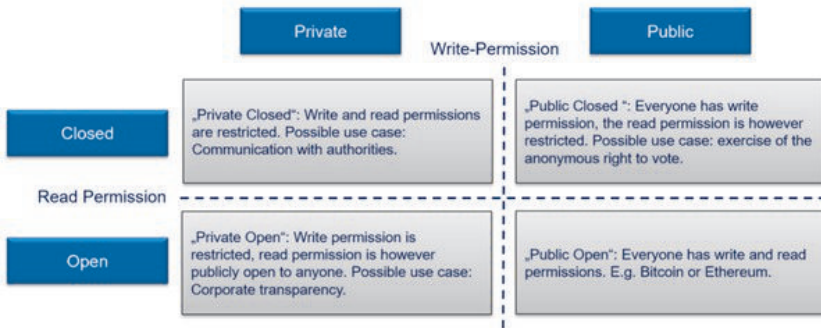 Private
Write-Permission
Public
Closed
„Private Closed“: Write and read permissions
are restricted. Possible use case:
Communication with authorities.
„Public Closed “: Everyone has write
permission, the read permission is however
restricted. Possible use case: exercise of the
anonymous right to vote.
Read Permission
Open
„Private Open“: Write permission is
restricted, read permission is however
publicly open to anyone. Possible use case:
Corporate transparency.
„Public Open“: Everyone has write and read
permissions. E.g. Bitcoin or Ethereum.